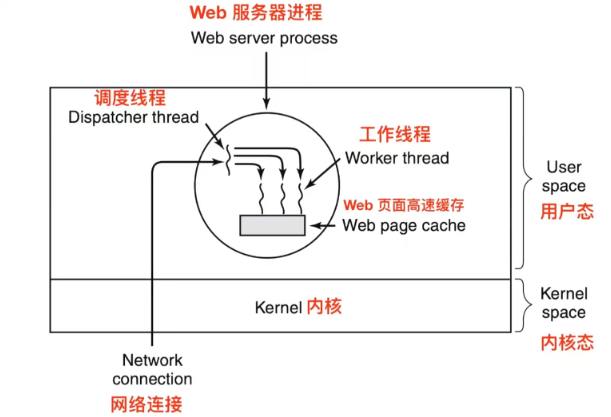 Web 服务器进程
Web server process
调度线程
Dispatcher thread
工作线程
Worker thread
Web 页面高速缓存
Web page cache
User
space
用户态
Kernel 内核
Kernel
space
内核态
Network
connection
网络连接